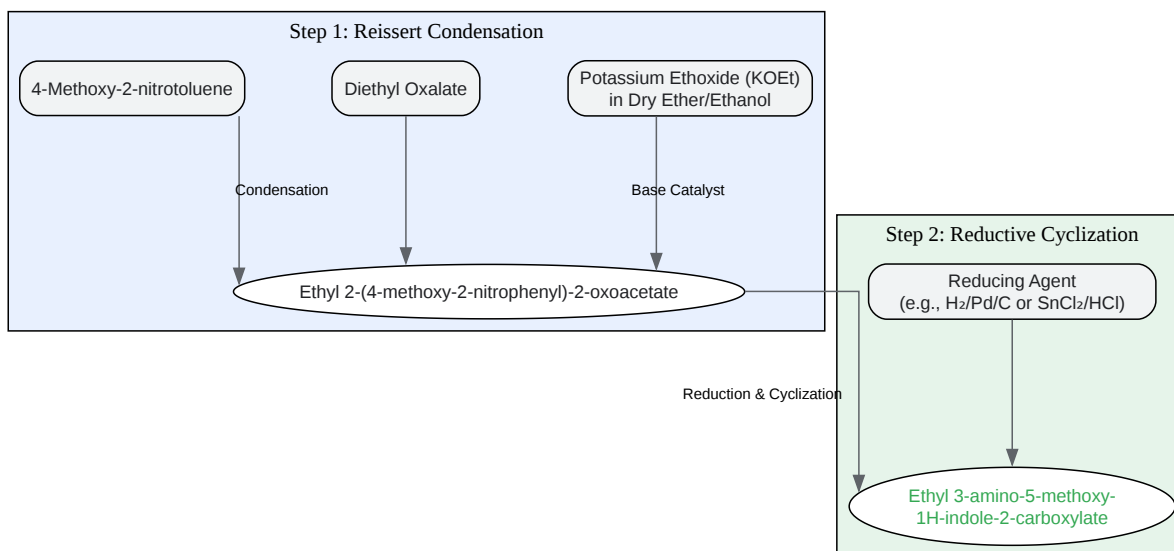 Step 1: Reissert Condensation
4-Methoxy-2-nitrotoluene
Diethyl Oxalate
Potassium Ethoxide (KOEt)
in Dry Ether/Ethanol
Condensation
Base Catalyst
Ethyl 2-(4-methoxy-2-nitrophenyl)-2-oxoacetate
Step 2: Reductive Cyclization
Reducing Agent
(e.g., H₂/Pd/C or SnCl₂/HCl)
Reduction & Cyclization
Ethyl 3-amino-5-methoxy-
1H-indole-2-carboxylate